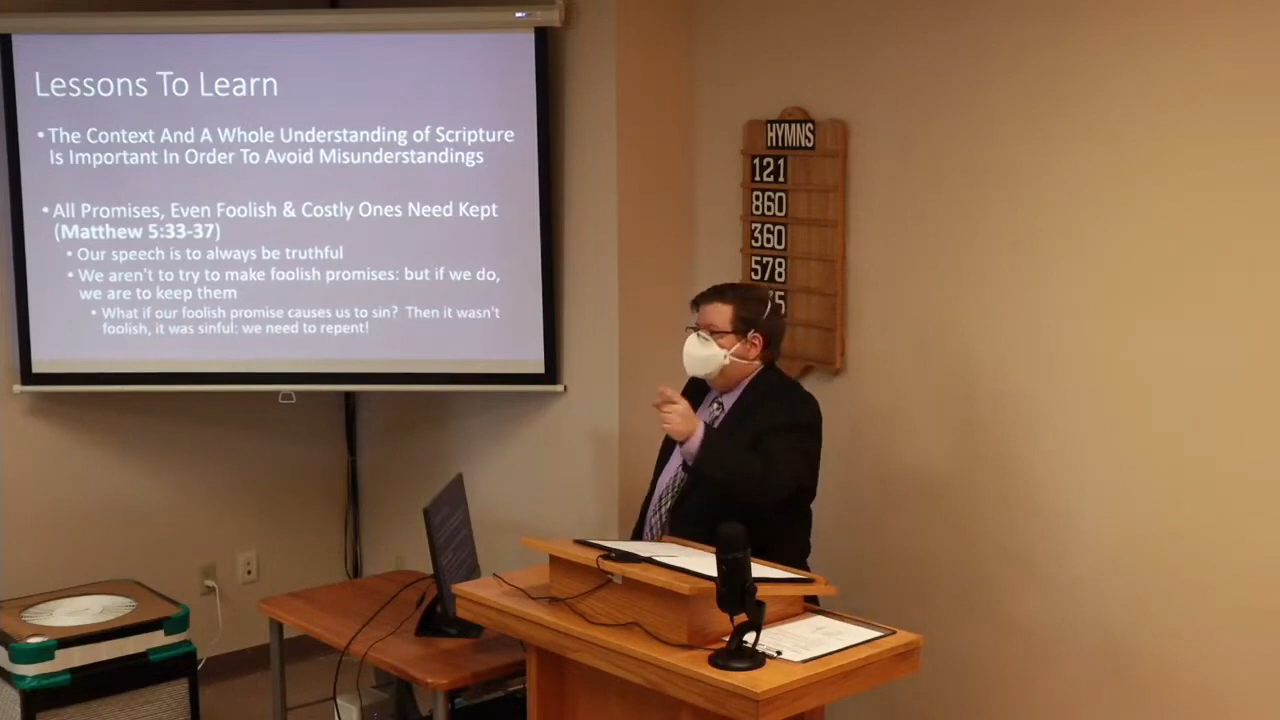 Lessons To Learn
• The Context And A Whole Understanding of Scripture
Is Important In Order To Avoid Misunderstandings
• All Promises, Even Foolish & Costly Ones Need Kept
(Matthew 5:33-37)
• Our speech is to always be truthful
• We aren't to try to make foolish promises: but if we do,
we are to keep them
• What if our foolish promise causes us to sin? Then it wasn't
foolish, it was sinful: we need to repent!
HYMNS
121
860
360
578